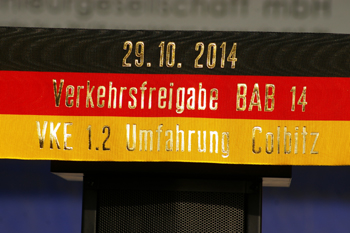 29.10.2014
Verkehrsfreigabe BAB 14
VKE 1.2 Umfahrung Colbitz